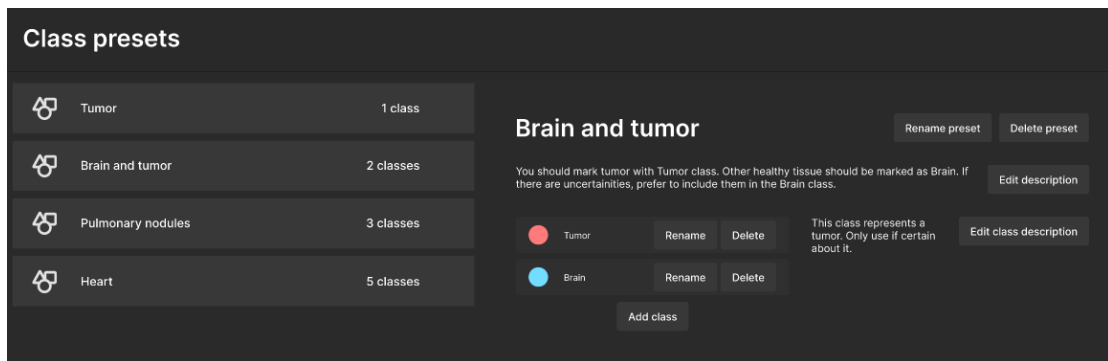 Class presets
Tumor 1 class
Brain and tumor 2 classes
Pulmonary nodules 3 classes
Heart 5 classes
Brain and tumor
Rename preset Delete preset
You should mark tumor with Tumor class. Other healthy tissue should be marked as Brain. If
there are uncertainities, prefer to include them in the Brain class.
Edit description
Tumor Rename Delete
This class represents a
tumor. Only use if certain
about it.
Edit class description
Brain Rename Delete
Add class